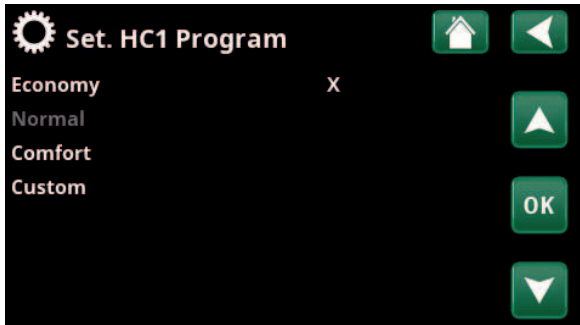 Set. HC1 Program
Economy X
Normal
Comfort
Custom
OK